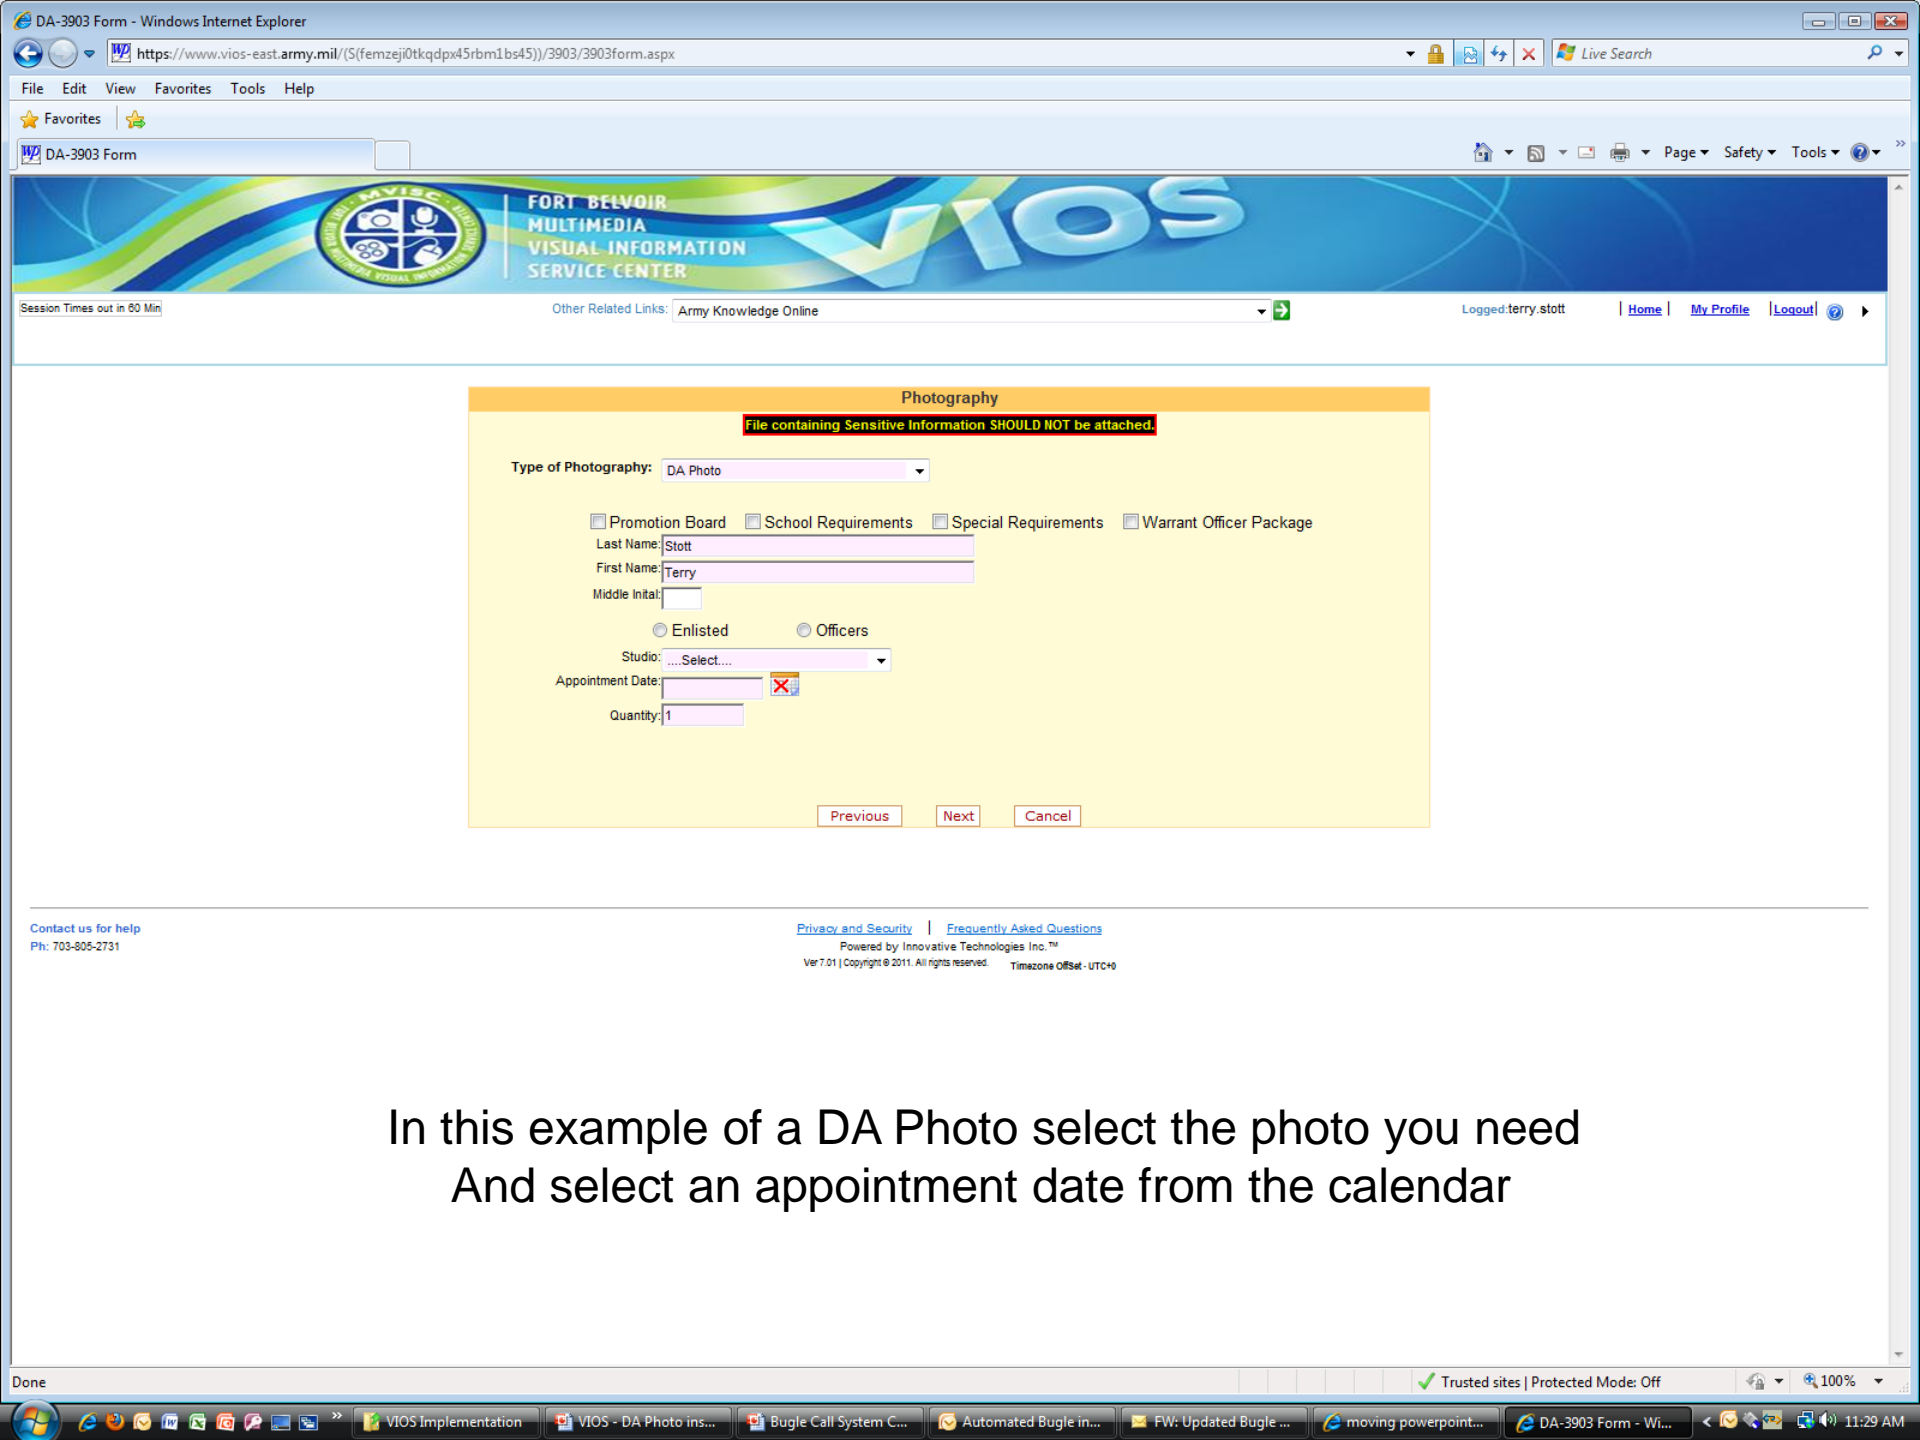 DA-3903 Form - Windows Internet Explorer
https://www.vios-east.army.mil/(S(femzeji0tkqdpx45rbm1bs45))/3903/3903form.aspx
Live Search
File Edit View Favorites Tools Help
Favorites
DA-3903 Form
Page Safety Tools
MVISC
FORT BELVOIR
MULTIMEDIA
VISUAL INFORMATION
SERVICE CENTER
VIOS
Session Times out in 60 Min
Other Related Links: Army Knowledge Online
Logged:terry.stott | Home | My Profile |Logout|
Photography
File containing Sensitive Information SHOULD NOT be attached.
Type of Photography: DA Photo
Promotion Board School Requirements Special Requirements Warrant Officer Package
Last Name: Stott
First Name: Terry
Middle Inital:
Enlisted Officers
Studio: ....Select....
Appointment Date:
Quantity: 1
Previous Next Cancel
Contact us for help
Ph: 703-805-2731
Privacy and Security | Frequently Asked Questions
Powered by Innovative Technologies Inc.™
Ver 7.01 | Copyright © 2011. All rights reserved. Timezone OffSet - UTC+0
In this example of a DA Photo select the photo you need
And select an appointment date from the calendar
Done
Trusted sites | Protected Mode: Off
100%
VIOS Implementation
VIOS - DA Photo ins...
Bugle Call System C...
Automated Bugle in...
FW: Updated Bugle ...
moving powerpoint...
DA-3903 Form - Wi...
11:29 AM